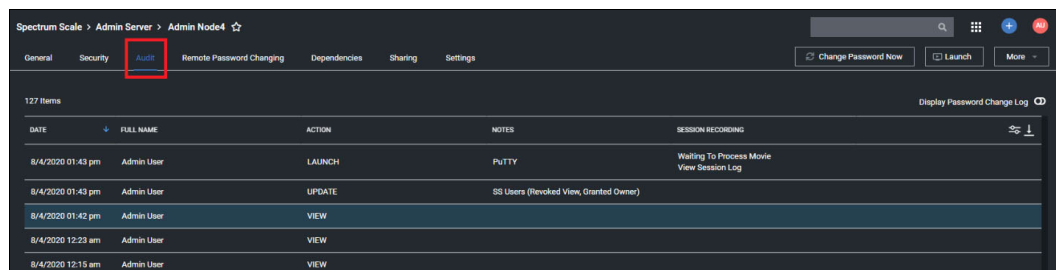 Spectrum Scale > Admin Server > Admin Node4
AU
General Security Audit Remote Password Changing Dependencies Sharing Settings
Change Password Now Launch More
127 Items
Display Password Change Log
DATE FULL NAME ACTION NOTES SESSION RECORDING
8/4/2020 01:43 pm Admin User LAUNCH PuTTY Waiting To Process Movie
View Session Log
8/4/2020 01:43 pm Admin User UPDATE SS Users (Revoked View, Granted Owner)
8/4/2020 01:42 pm Admin User VIEW
8/4/2020 12:23 am Admin User VIEW
8/4/2020 12:15 am Admin User VIEW